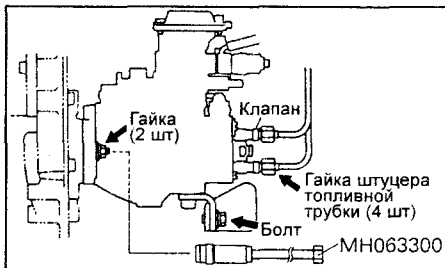 Гайка
(2 шт)
Клапан
Гайка штуцера
топливной
трубки (4 шт)
Болт
MH063300